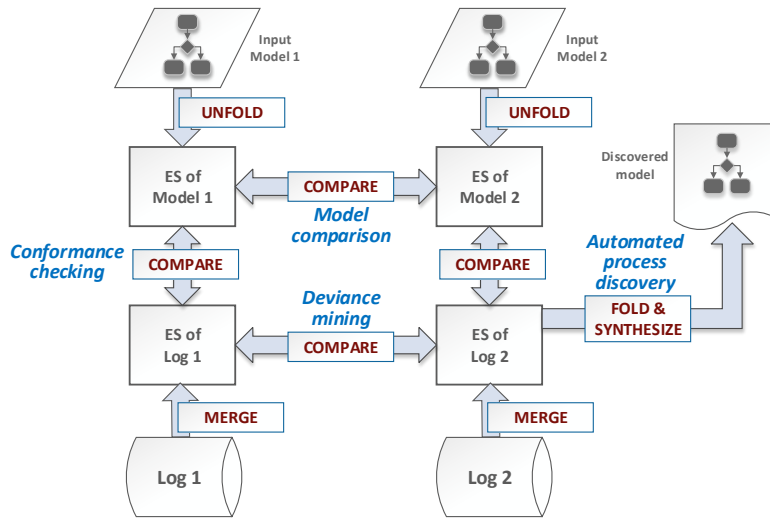 Input
Model 1
Input
Model 2
UNFOLD
UNFOLD
ES of
Model 1
COMPARE
ES of
Model 2
Discovered
model
Model
comparison
Conformance
checking
COMPARE
COMPARE
Automated
process
discovery
Deviance
mining
ES of
Log 1
COMPARE
ES of
Log 2
FOLD &
SYNTHESIZE
MERGE
MERGE
Log 1
Log 2